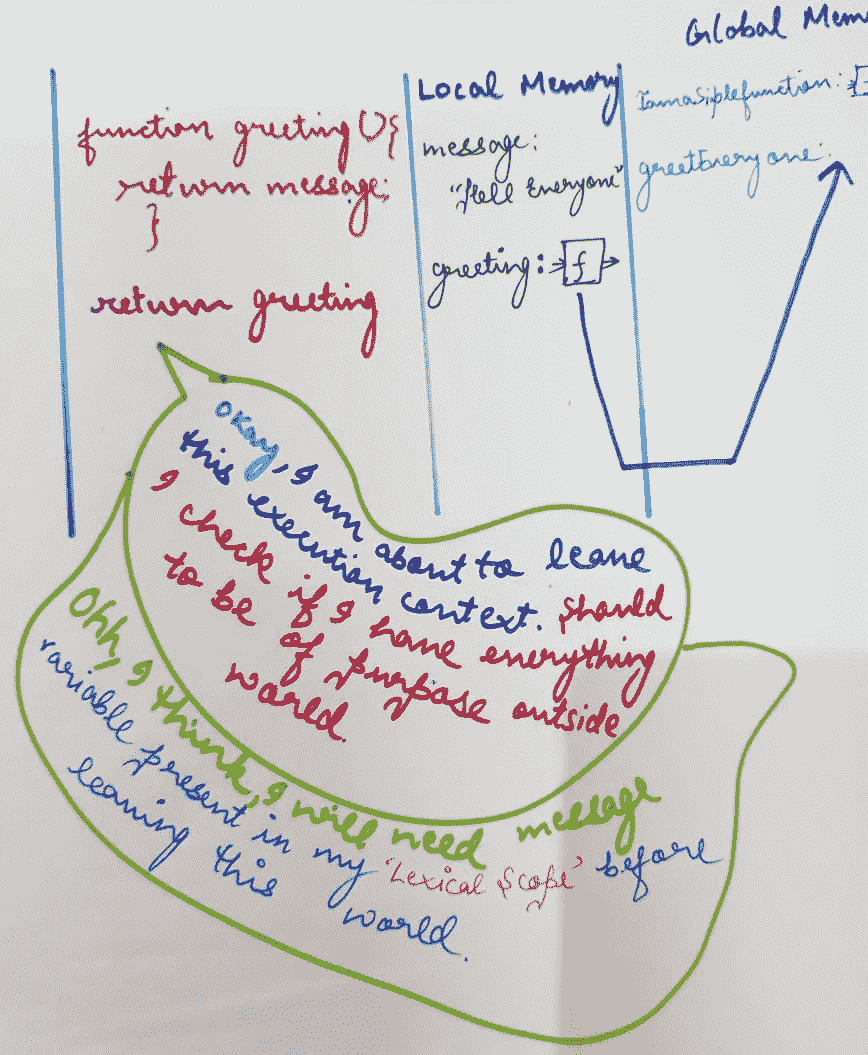 function greeting(){
return message;
}
return greeting
Local Memory
message:
"Hell Everyone"
greeting: f
Global Mem
Iamasiplefunction:
greetEveryone:
Okay, I am about to leave
this execution context. Should
I check if I have everything
to be of purpose outside
world.
Ohh, I think, I will need message
variable present in my 'Lexical Scope' before
leaving this world.